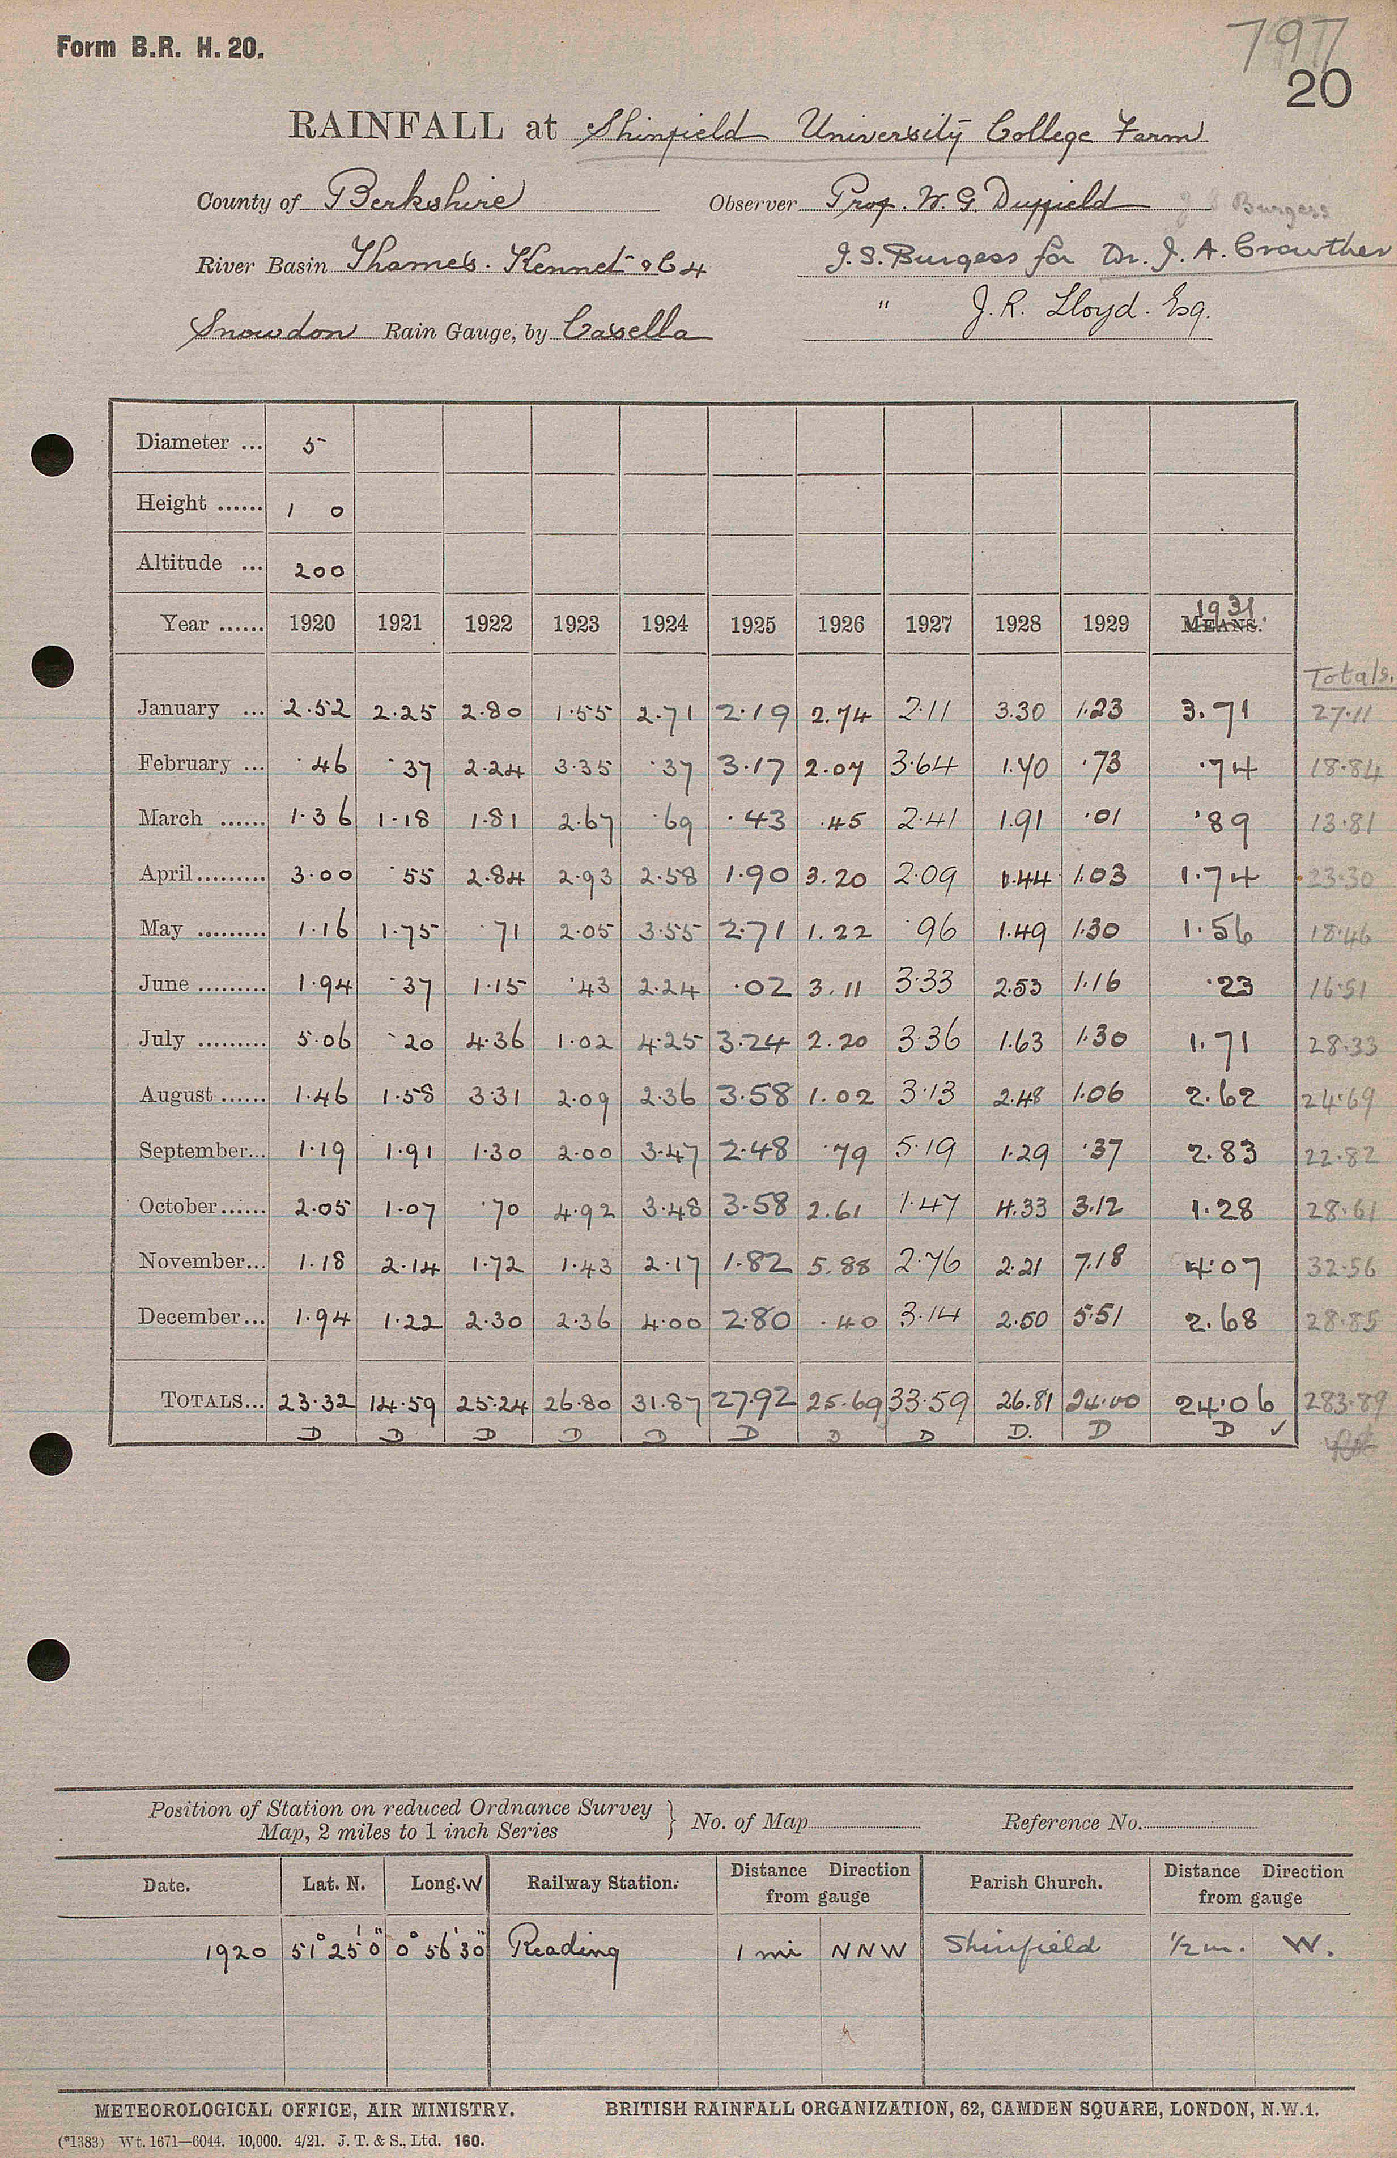 Form B.R. H. 20.
797
20
RAINFALL at Shinfield University College Farm
County of Berkshire Observer Prof. W. G. Duffield J S Burgess
River Basin Thames. Kennet & C4 J.S. Burgess for Dr. J. A. Crowther
Snowdon Rain Gauge, by Casella " J. R. Lloyd. Esq.
Diameter ... 5
Height ...... 1 0
Altitude ... 200
Year ...... 1920 1921 1922 1923 1924 1925 1926 1927 1928 1929 MEANS. 1931
Totals.
January ... 2.52 2.25 2.80 1.55 2.71 2.19 2.74 2.11 3.30 1.23 3.71 27.11
February ... .46 .37 2.24 3.35 .37 3.17 2.07 3.64 1.40 .73 .74 18.84
March ...... 1.36 1.18 1.81 2.67 .69 .43 .45 2.41 1.91 .01 .89 13.81
April......... 3.00 .55 2.84 2.93 2.58 1.90 3.20 2.09 1.44 1.03 1.74 23.30
May ......... 1.16 1.75 .71 2.05 3.55 2.71 1.22 .96 1.49 1.30 1.56 18.46
June ......... 1.94 .37 1.15 .43 2.24 .02 3.11 3.33 2.53 1.16 .23 16.51
July ......... 5.06 .20 4.36 1.02 4.25 3.24 2.20 3.36 1.63 1.30 1.71 28.33
August ...... 1.46 1.58 3.31 2.09 2.36 3.58 1.02 3.13 2.48 1.06 2.62 24.69
September... 1.19 1.91 1.30 2.00 3.47 2.48 .79 5.19 1.29 .37 2.83 22.82
October...... 2.05 1.07 .70 4.92 3.48 3.58 2.61 1.47 4.33 3.12 1.28 28.61
November... 1.18 2.14 1.72 1.43 2.17 1.82 5.88 2.76 2.21 7.18 4.07 32.56
December... 1.94 1.22 2.30 2.36 4.00 2.80 .40 3.14 2.50 5.51 2.68 28.85
TOTALS... 23.32 14.59 25.24 26.80 31.87 27.92 25.69 33.59 26.81 24.00 24.06 283.89
D D D D D D D D D. D D ✓
Position of Station on reduced Ordnance Survey Map, 2 miles to 1 inch Series } No. of Map Reference No.
Date. Lat. N. Long. W Railway Station. Distance Direction from gauge Parish Church. Distance Direction from gauge
1920 51° 25' 0" 0° 56' 30" Reading 1 mi NNW Shinfield 1/2 m. W.
METEOROLOGICAL OFFICE, AIR MINISTRY. BRITISH RAINFALL ORGANIZATION, 62, CAMDEN SQUARE, LONDON, N.W.1.
(*1383) Wt. 1671—6044. 10,000. 4/21. J. T. & S., Ltd. 160.